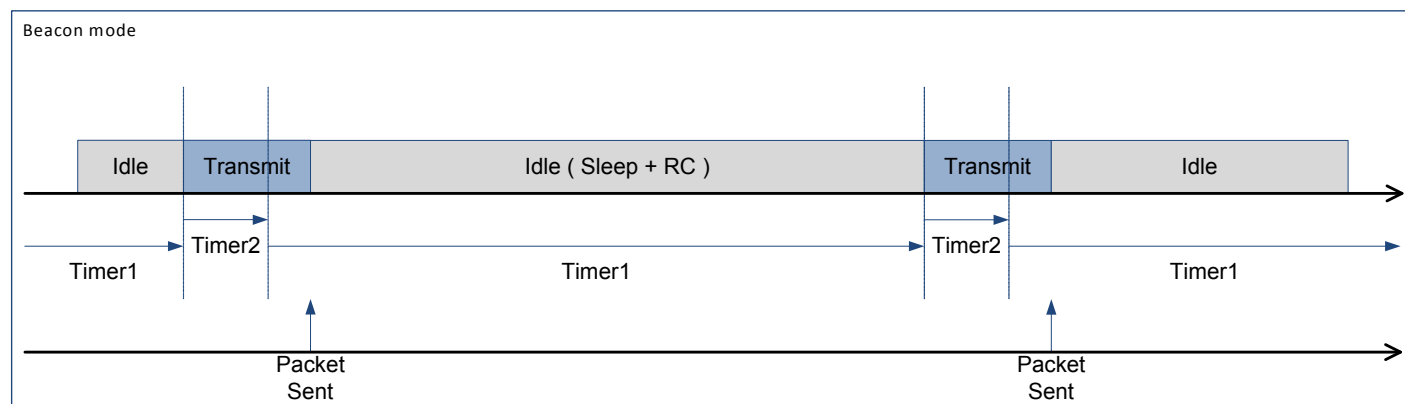 Beacon mode
Idle
Transmit
Idle ( Sleep + RC )
Transmit
Idle
Timer2
Timer2
Timer1
Timer1
Timer1
Packet
Sent
Packet
Sent